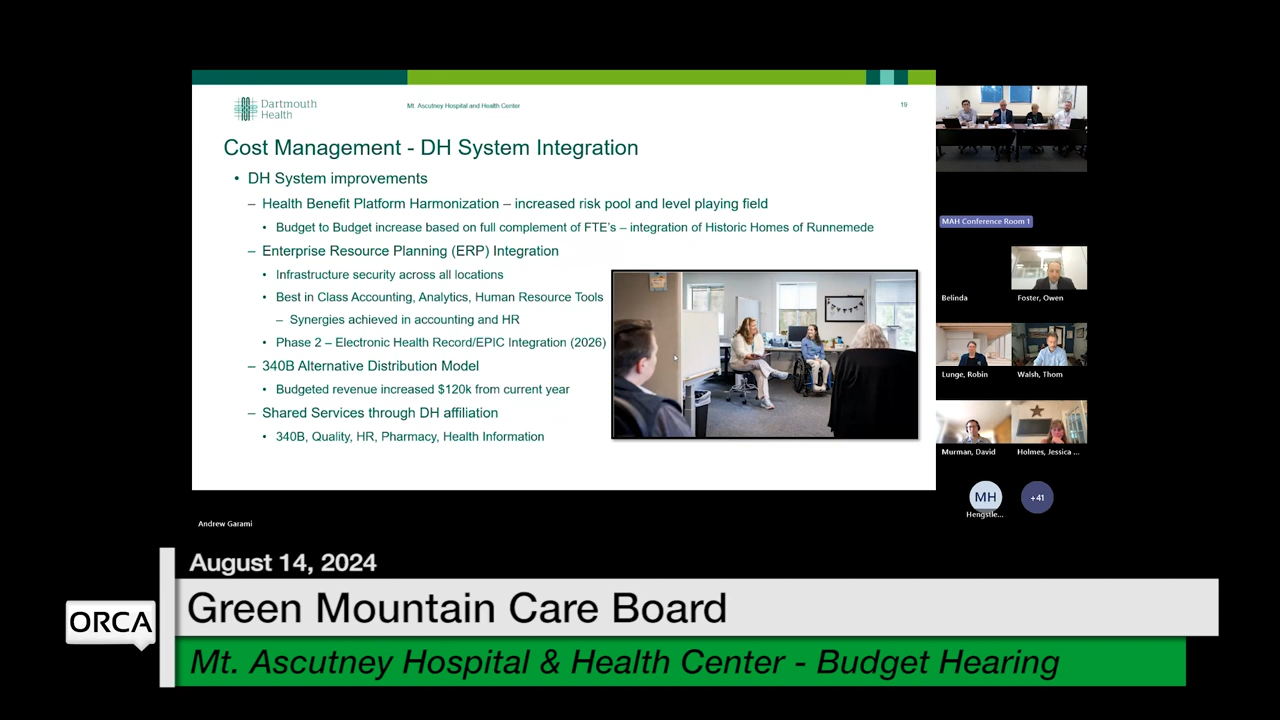 Dartmouth
Health
Mt. Ascutney Hospital and Health Center
19
Cost Management - DH System Integration
• DH System improvements
– Health Benefit Platform Harmonization – increased risk pool and level playing field
• Budget to Budget increase based on full complement of FTE's – integration of Historic Homes of Runnemede
– Enterprise Resource Planning (ERP) Integration
• Infrastructure security across all locations
• Best in Class Accounting, Analytics, Human Resource Tools
– Synergies achieved in accounting and HR
• Phase 2 – Electronic Health Record/EPIC Integration (2026)
– 340B Alternative Distribution Model
• Budgeted revenue increased $120k from current year
– Shared Services through DH affiliation
• 340B, Quality, HR, Pharmacy, Health Information
MAH Conference Room 1
Belinda
Foster, Owen
Lunge, Robin
Walsh, Thom
Murman, David
Holmes, Jessica ...
MH
+41
Hengstle...
Andrew Garami
August 14, 2024
ORCA
Green Mountain Care Board
Mt. Ascutney Hospital & Health Center - Budget Hearing